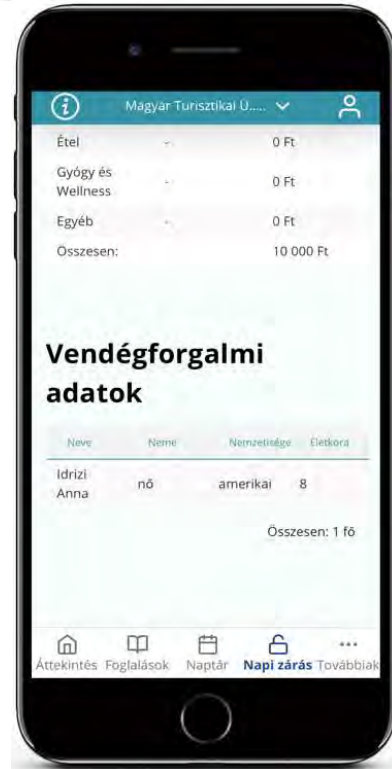 Magyar Turisztikai Ü.....
Étel - 0 Ft
Gyógy és
Wellness - 0 Ft
Egyéb - 0 Ft
Összesen: 10 000 Ft
Vendégforgalmi
adatok
Neve Neme Nemzetisége Életkora
Idrizi
Anna nő amerikai 8
Összesen: 1 fő
Áttekintés Foglalások Naptár Napi zárás Továbbiak